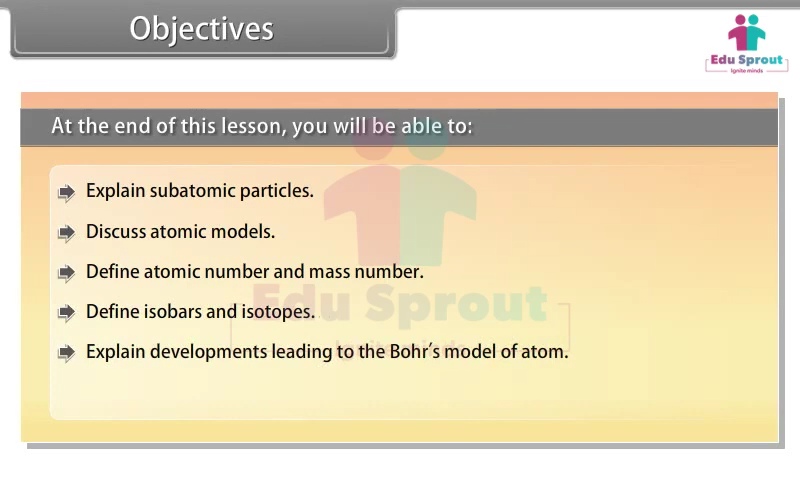 Objectives
Edu Sprout
Ignite minds
At the end of this lesson, you will be able to:
Explain subatomic particles.
Discuss atomic models.
Define atomic number and mass number.
Define isobars and isotopes.
Edu Sprout
Explain developments leading to the Bohr's model of atom.
Ignite minds